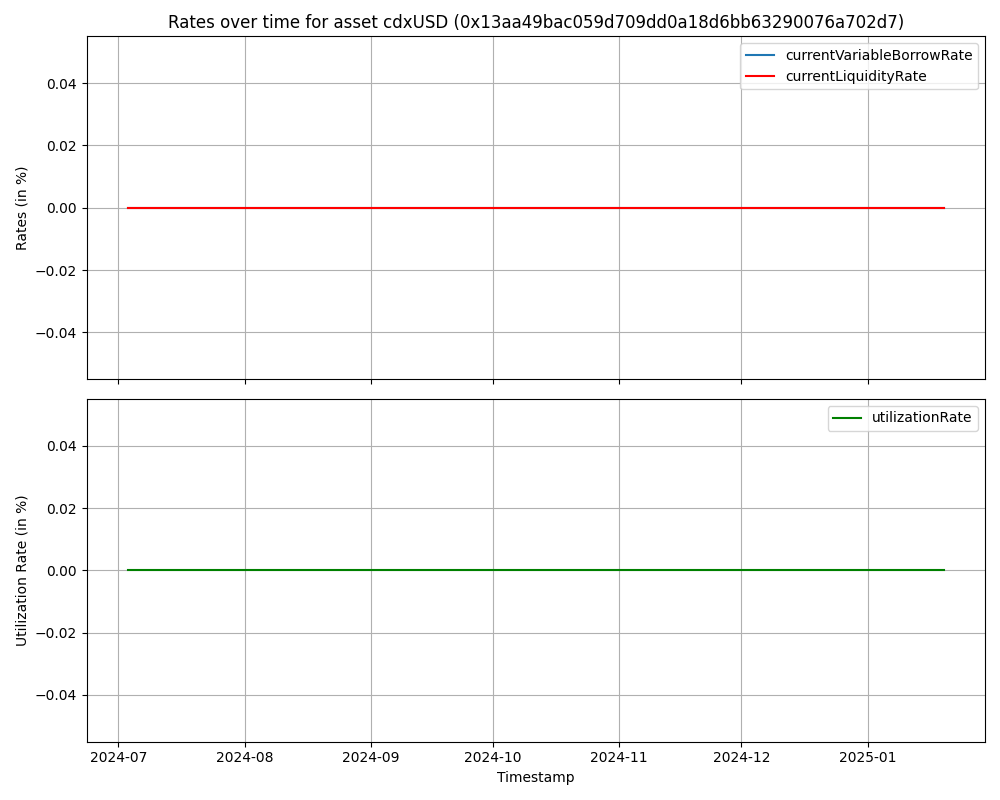 Rates over time for asset cdxUSD (0x13aa49bac059d709dd0a18d6bb63290076a702d7)
currentVariableBorrowRate
currentLiquidityRate
Rates (in %)
0.04
0.02
0.00
−0.02
−0.04
utilizationRate
Utilization Rate (in %)
0.04
0.02
0.00
−0.02
−0.04
2024-07 2024-08 2024-09 2024-10 2024-11 2024-12 2025-01
Timestamp